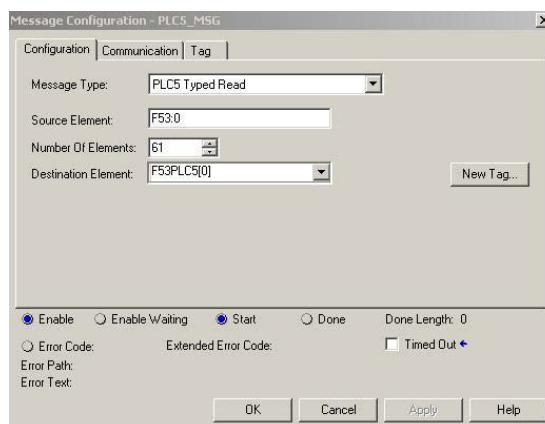 Message Configuration - PLC5_MSG
Configuration Communication Tag
Message Type: PLC5 Typed Read
Source Element: F53:0
Number Of Elements: 61
Destination Element: F53PLC5[0] New Tag...
Enable Enable Waiting Start Done Done Length: 0
Error Code: Extended Error Code: Timed Out
Error Path:
Error Text:
OK Cancel Apply Help